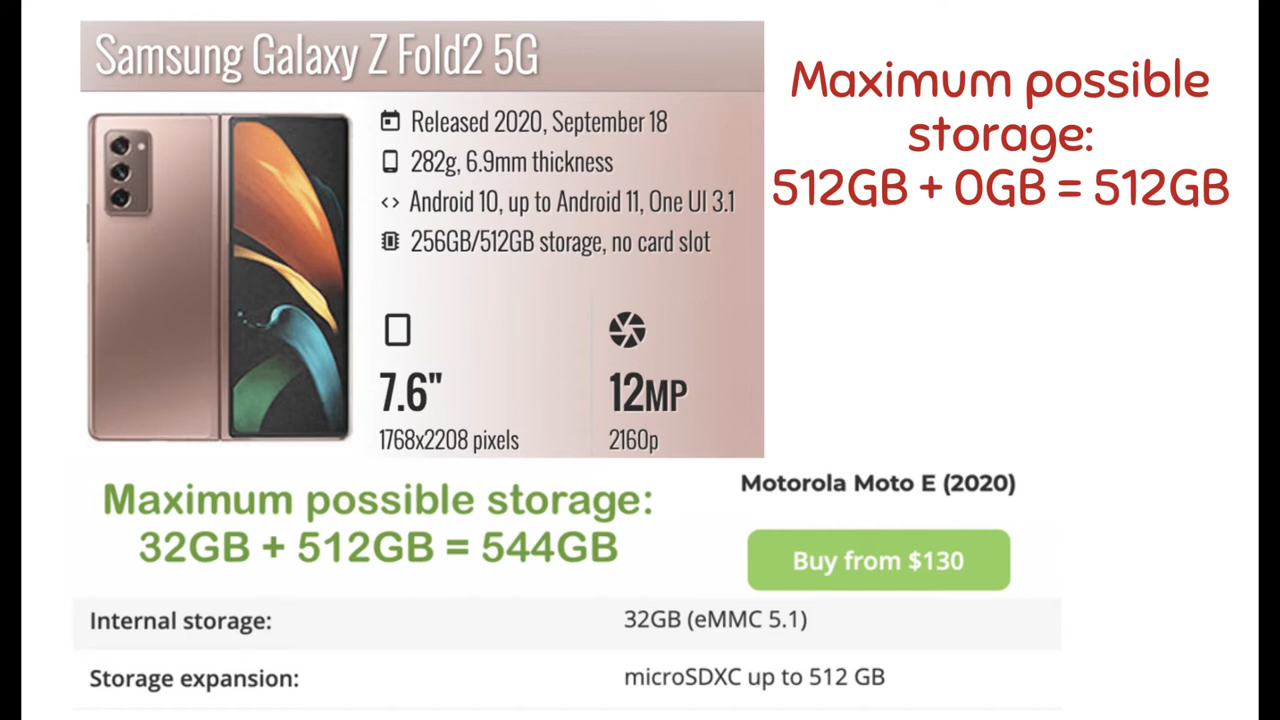 Samsung Galaxy Z Fold2 5G
Released 2020, September 18
282g, 6.9mm thickness
Android 10, up to Android 11, One UI 3.1
256GB/512GB storage, no card slot
7.6"
1768x2208 pixels
12MP
2160p
Maximum possible
storage:
512GB + 0GB = 512GB
Maximum possible storage:
32GB + 512GB = 544GB
Motorola Moto E (2020)
Buy from $130
Internal storage: 32GB (eMMC 5.1)
Storage expansion: microSDXC up to 512 GB